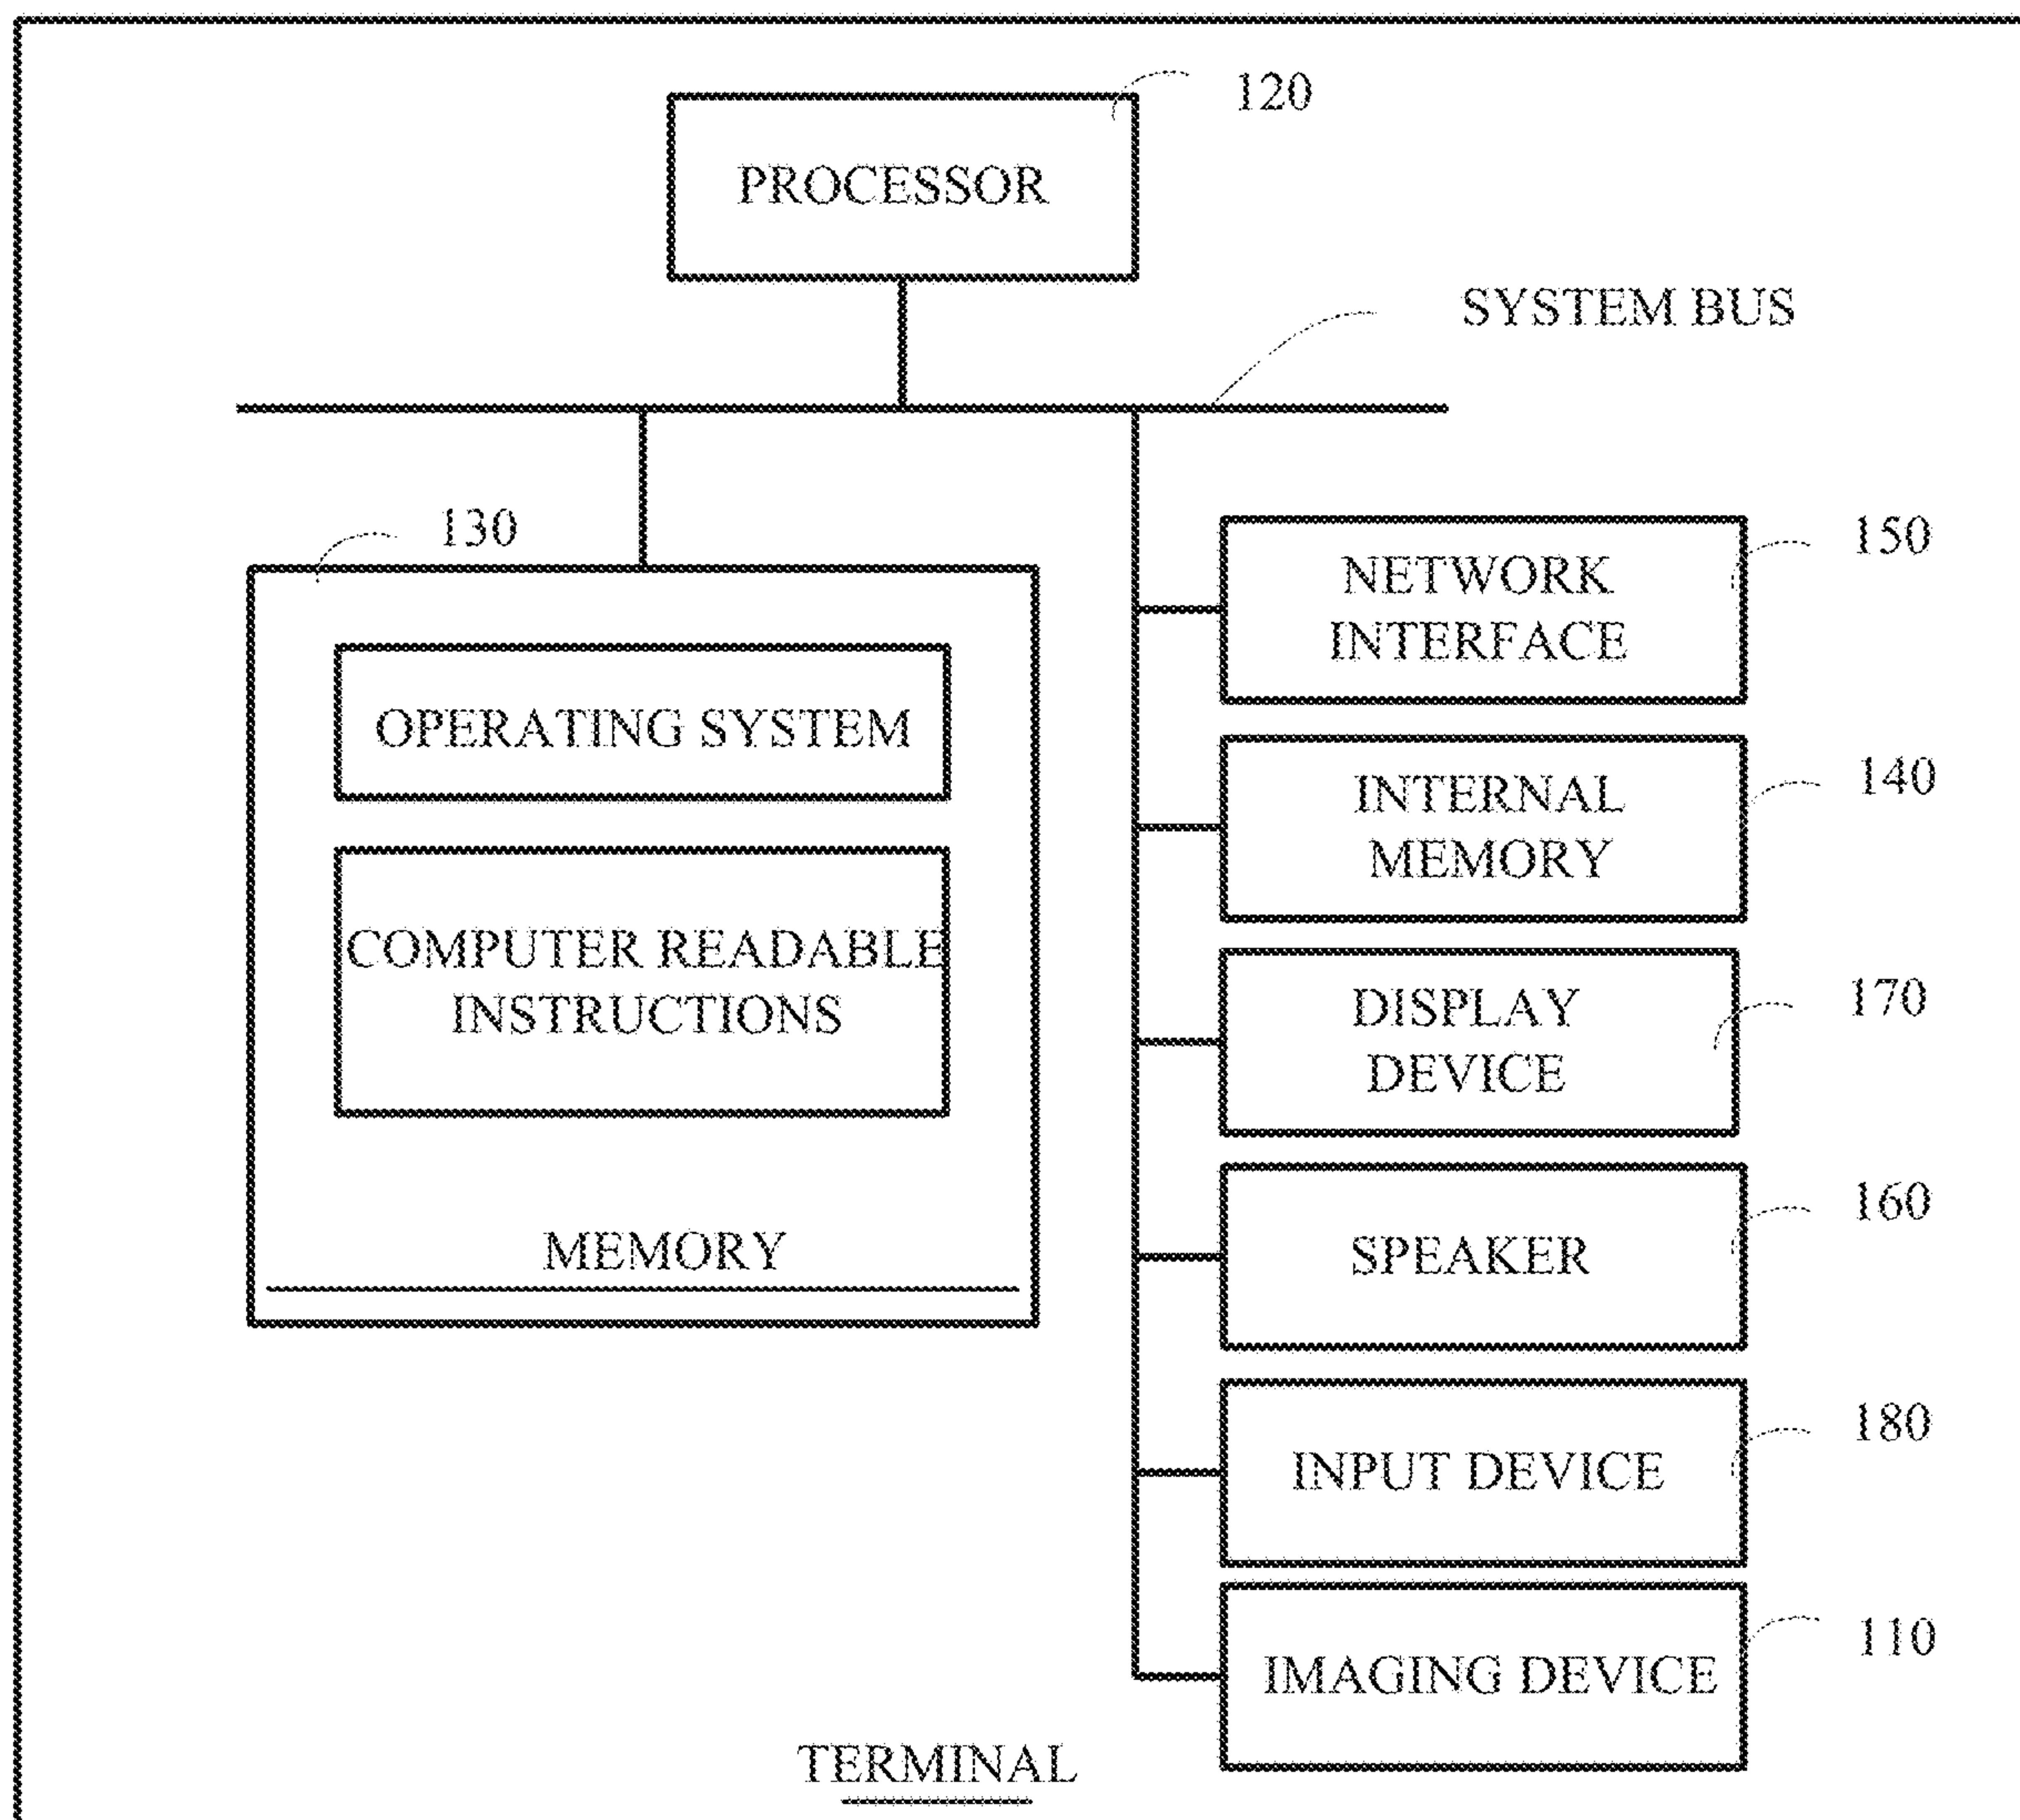 120
PROCESSOR
SYSTEM BUS
130
OPERATING SYSTEM
COMPUTER READABLE
INSTRUCTIONS
MEMORY
150
NETWORK
INTERFACE
140
INTERNAL
MEMORY
170
DISPLAY
DEVICE
160
SPEAKER
180
INPUT DEVICE
110
IMAGING DEVICE
TERMINAL